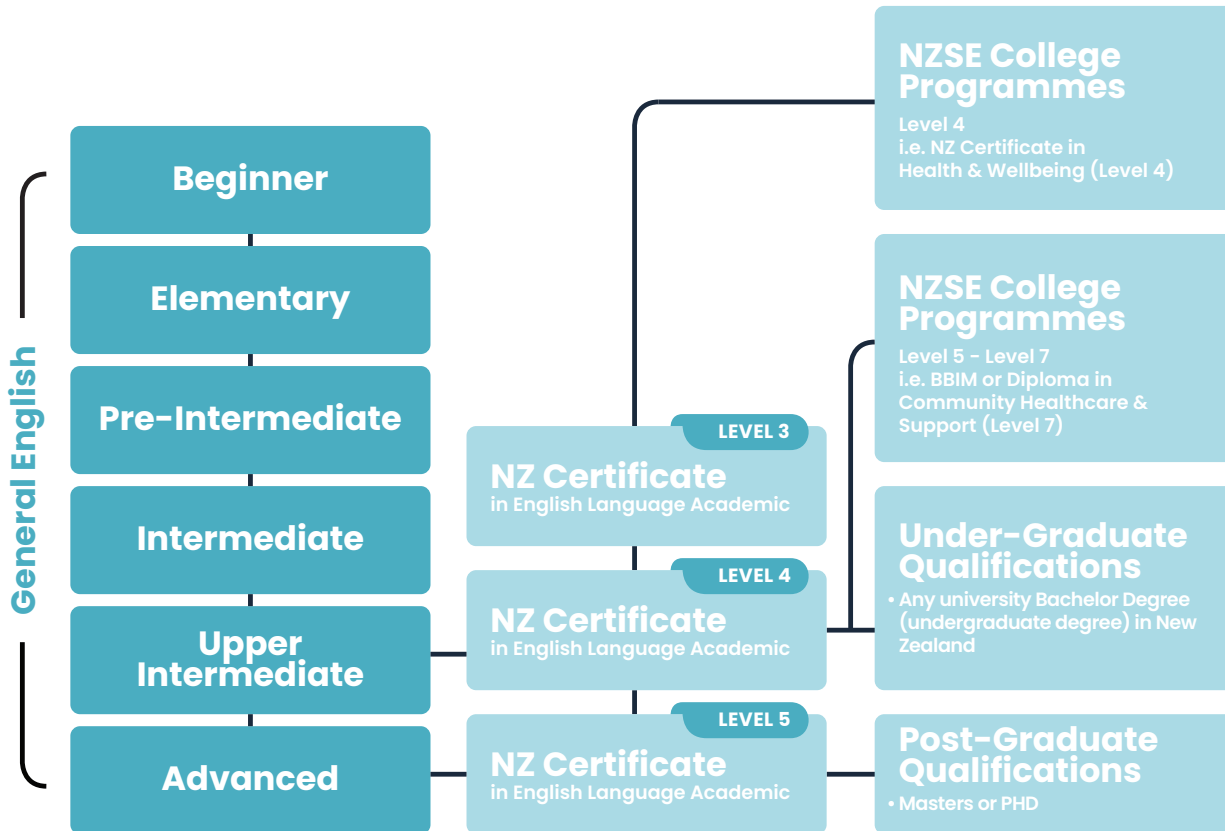 General English
Beginner
Elementary
Pre-Intermediate
Intermediate
Upper
Intermediate
Advanced
LEVEL 3
NZ Certificate
in English Language Academic
LEVEL 4
NZ Certificate
in English Language Academic
LEVEL 5
NZ Certificate
in English Language Academic
NZSE College
Programmes
Level 4
i.e. NZ Certificate in
Health & Wellbeing (Level 4)
NZSE College
Programmes
Level 5 - Level 7
i.e. BBIM or Diploma in
Community Healthcare &
Support (Level 7)
Under-Graduate
Qualifications
• Any university Bachelor Degree
(undergraduate degree) in New
Zealand
Post-Graduate
Qualifications
• Masters or PHD